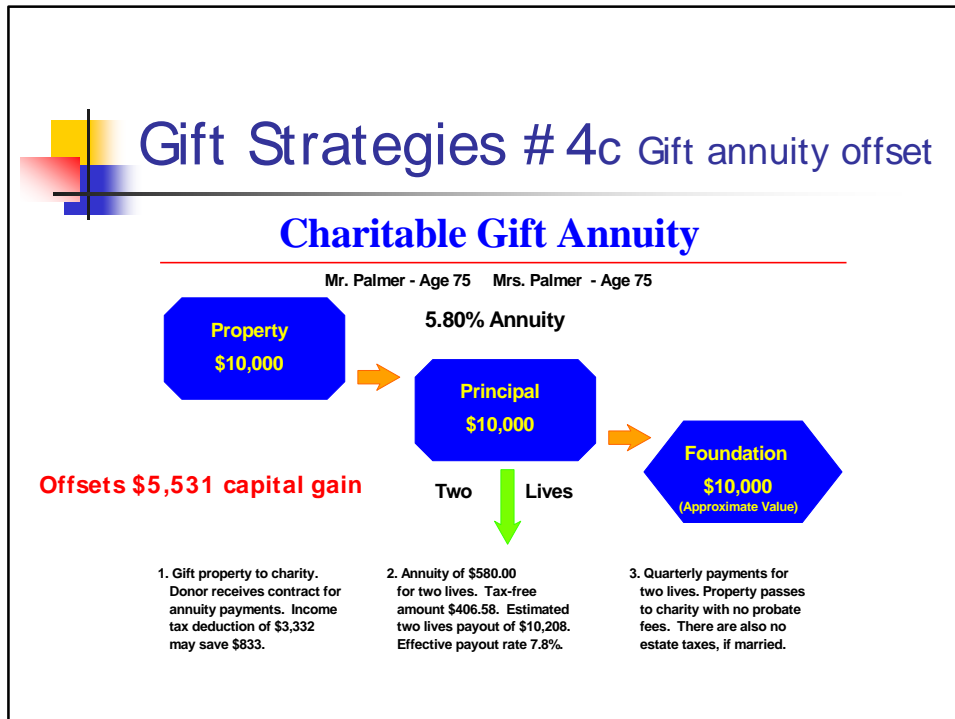 Gift Strategies #4c Gift annuity offset
Charitable Gift Annuity
Mr. Palmer - Age 75 Mrs. Palmer - Age 75
5.80% Annuity
Property
$10,000
Principal
$10,000
Foundation
$10,000
(Approximate Value)
Offsets $5,531 capital gain
Two Lives
1. Gift property to charity.
Donor receives contract for
annuity payments. Income
tax deduction of $3,332
may save $833.
2. Annuity of $580.00
for two lives. Tax-free
amount $406.58. Estimated
two lives payout of $10,208.
Effective payout rate 7.8%.
3. Quarterly payments for
two lives. Property passes
to charity with no probate
fees. There are also no
estate taxes, if married.